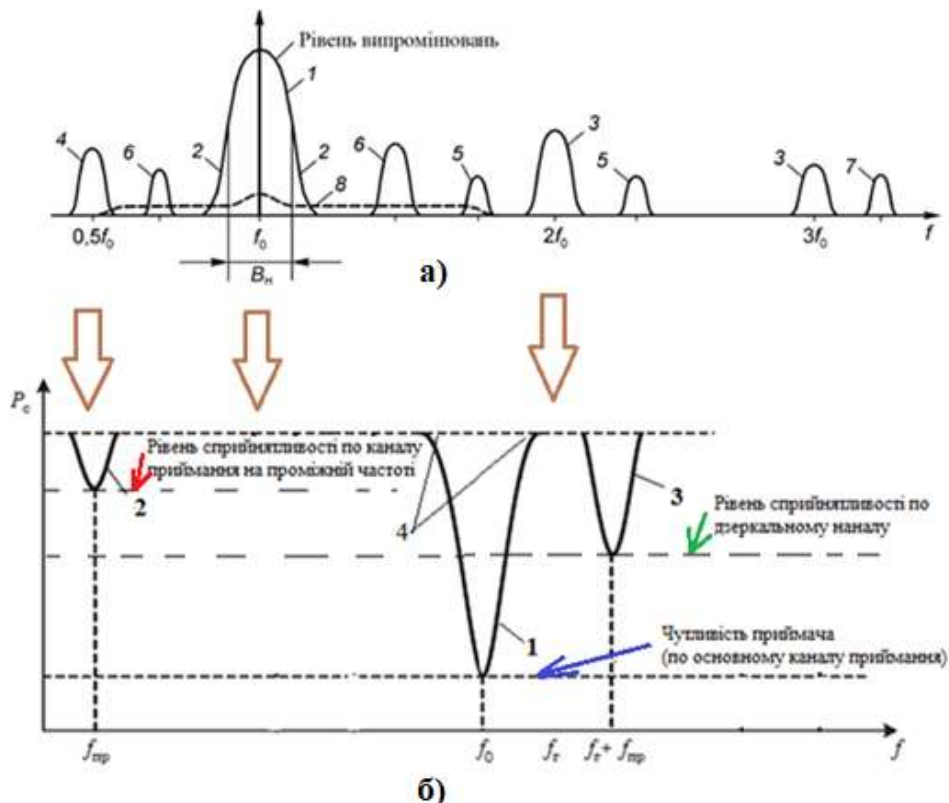 Рівень випромінювань
1
4
6
2
2
8
6
5
3
5
3
7
0,5f₀
f₀
2f₀
3f₀
f
Bн
а)
Pс
Рівень сприйнятливості по каналу
приймання на проміжній частоті
2
4
3
Рівень сприйнятливості по
дзеркальному наналу
1
Чутливість приймача
(по основному каналу приймання)
fпр
f₀
fг
fг + fпр
f
б)